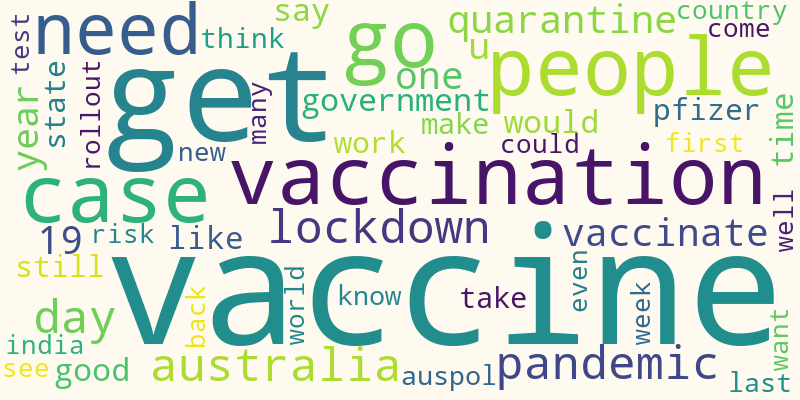 say
quarantine
country
come
test
need
think
go
u
people
one
get
state
government
pfizer
year
rollout
many
make
would
time
work
could
first
new
vaccination
case
well
lockdown
19
risk
like
vaccinate
still
vaccine
know
take
even
world
week
back
day
want
india
see
good
australia
auspol
pandemic
last